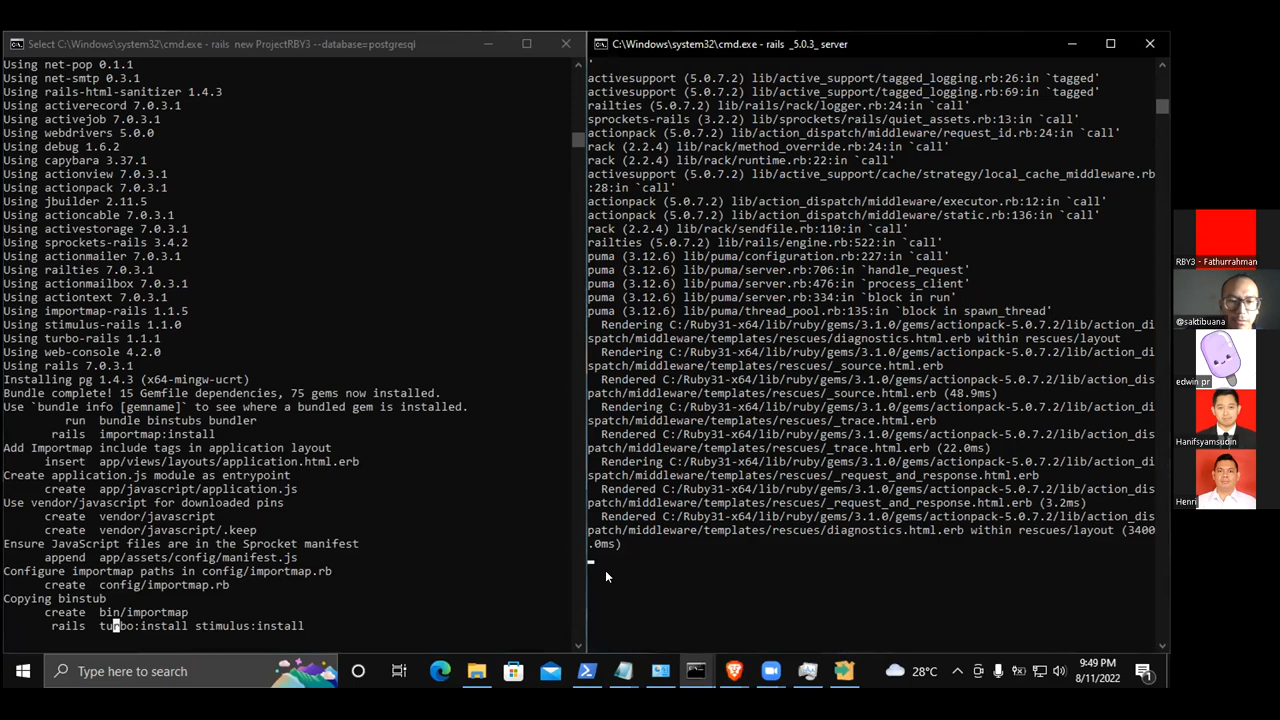 Select C:\Windows\system32\cmd.exe - rails  new ProjectRBY3 --database=postgresql
Using net-pop 0.1.1
Using net-smtp 0.3.1
Using rails-html-sanitizer 1.4.3
Using activerecord 7.0.3.1
Using activejob 7.0.3.1
Using webdrivers 5.0.0
Using debug 1.6.2
Using capybara 3.37.1
Using actionview 7.0.3.1
Using actionpack 7.0.3.1
Using jbuilder 2.11.5
Using actioncable 7.0.3.1
Using activestorage 7.0.3.1
Using sprockets-rails 3.4.2
Using actionmailer 7.0.3.1
Using railties 7.0.3.1
Using actionmailbox 7.0.3.1
Using actiontext 7.0.3.1
Using importmap-rails 1.1.5
Using stimulus-rails 1.1.0
Using turbo-rails 1.1.1
Using web-console 4.2.0
Using rails 7.0.3.1
Installing pg 1.4.3 (x64-mingw-ucrt)
Bundle complete! 15 Gemfile dependencies, 75 gems now installed.
Use `bundle info [gemname]` to see where a bundled gem is installed.
run  bundle binstubs bundler
rails  importmap:install
Add Importmap include tags in application layout
insert  app/views/layouts/application.html.erb
Create application.js module as entrypoint
create  app/javascript/application.js
Use vendor/javascript for downloaded pins
create  vendor/javascript
create  vendor/javascript/.keep
Ensure JavaScript files are in the Sprocket manifest
append  app/assets/config/manifest.js
Configure importmap paths in config/importmap.rb
create  config/importmap.rb
Copying binstub
create  bin/importmap
rails  turbo:install stimulus:install
C:\Windows\system32\cmd.exe - rails  _5.0.3_ server
'
activesupport (5.0.7.2) lib/active_support/tagged_logging.rb:26:in `tagged'
activesupport (5.0.7.2) lib/active_support/tagged_logging.rb:69:in `tagged'
railties (5.0.7.2) lib/rails/rack/logger.rb:24:in `call'
sprockets-rails (3.2.2) lib/sprockets/rails/quiet_assets.rb:13:in `call'
actionpack (5.0.7.2) lib/action_dispatch/middleware/request_id.rb:24:in `call'
rack (2.2.4) lib/rack/method_override.rb:24:in `call'
rack (2.2.4) lib/rack/runtime.rb:22:in `call'
activesupport (5.0.7.2) lib/active_support/cache/strategy/local_cache_middleware.rb
:28:in `call'
actionpack (5.0.7.2) lib/action_dispatch/middleware/executor.rb:12:in `call'
actionpack (5.0.7.2) lib/action_dispatch/middleware/static.rb:136:in `call'
rack (2.2.4) lib/rack/sendfile.rb:110:in `call'
railties (5.0.7.2) lib/rails/engine.rb:522:in `call'
puma (3.12.6) lib/puma/configuration.rb:227:in `call'
puma (3.12.6) lib/puma/server.rb:706:in `handle_request'
puma (3.12.6) lib/puma/server.rb:476:in `process_client'
puma (3.12.6) lib/puma/server.rb:334:in `block in run'
puma (3.12.6) lib/puma/thread_pool.rb:135:in `block in spawn_thread'
Rendering C:/Ruby31-x64/lib/ruby/gems/3.1.0/gems/actionpack-5.0.7.2/lib/action_di
spatch/middleware/templates/rescues/diagnostics.html.erb within rescues/layout
Rendering C:/Ruby31-x64/lib/ruby/gems/3.1.0/gems/actionpack-5.0.7.2/lib/action_di
spatch/middleware/templates/rescues/_source.html.erb
Rendered C:/Ruby31-x64/lib/ruby/gems/3.1.0/gems/actionpack-5.0.7.2/lib/action_dis
patch/middleware/templates/rescues/_source.html.erb (48.9ms)
Rendering C:/Ruby31-x64/lib/ruby/gems/3.1.0/gems/actionpack-5.0.7.2/lib/action_di
spatch/middleware/templates/rescues/_trace.html.erb
Rendered C:/Ruby31-x64/lib/ruby/gems/3.1.0/gems/actionpack-5.0.7.2/lib/action_dis
patch/middleware/templates/rescues/_trace.html.erb (22.0ms)
Rendering C:/Ruby31-x64/lib/ruby/gems/3.1.0/gems/actionpack-5.0.7.2/lib/action_di
spatch/middleware/templates/rescues/_request_and_response.html.erb
Rendered C:/Ruby31-x64/lib/ruby/gems/3.1.0/gems/actionpack-5.0.7.2/lib/action_dis
patch/middleware/templates/rescues/_request_and_response.html.erb (3.2ms)
Rendered C:/Ruby31-x64/lib/ruby/gems/3.1.0/gems/actionpack-5.0.7.2/lib/action_dis
patch/middleware/templates/rescues/diagnostics.html.erb within rescues/layout (3400
.0ms)
RBY3 - Fathurrahman
@saktibuana
edwin pr
Hanifsyamsudin
Henri
Type here to search
28°C
9:49 PM
8/11/2022
1